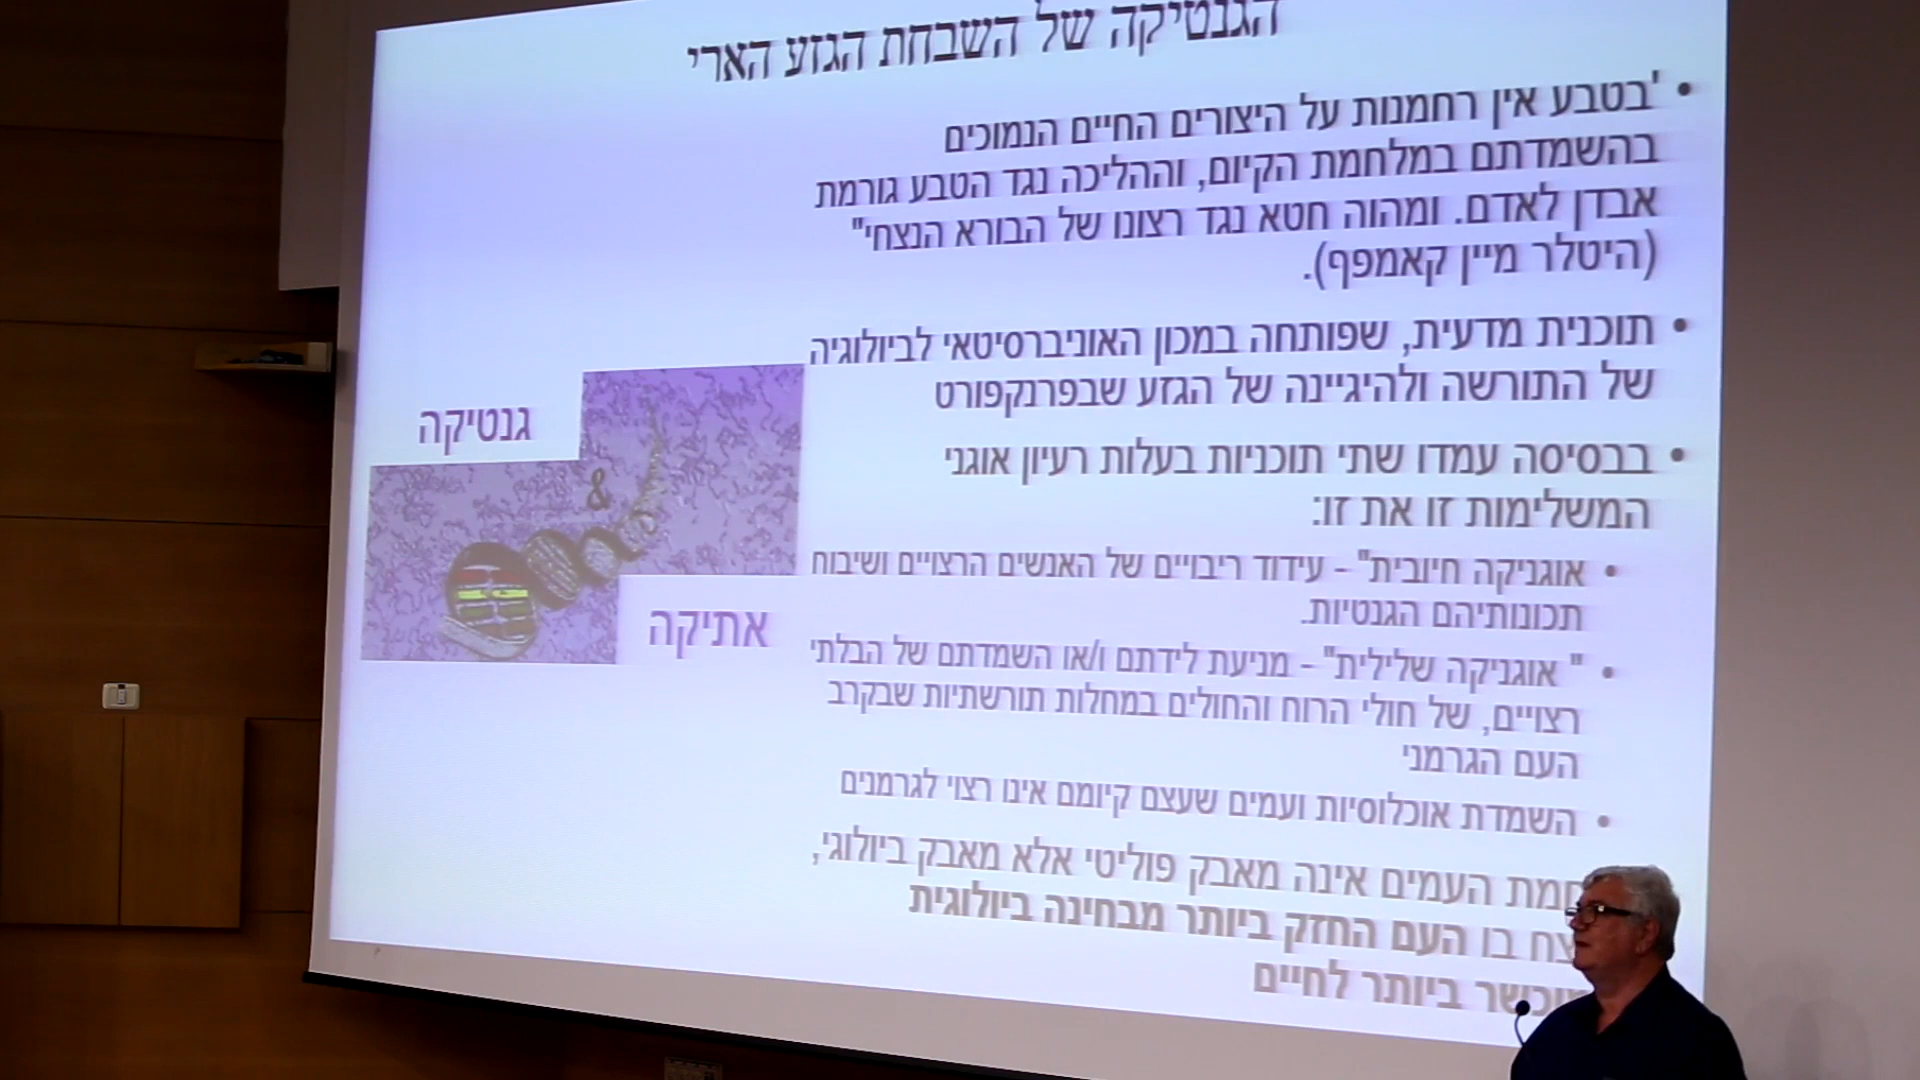 הגנטיקה של השבחת הגזע הארי
• 'בטבע אין רחמנות על היצורים החיים הנמוכים
בהשמדתם במלחמת הקיום, וההליכה נגד הטבע גורמת
אבדן לאדם. ומהוה חטא נגד רצונו של הבורא הנצחי"
(היטלר מיין קאמפף).
• תוכנית מדעית, שפותחה במכון האוניברסיטאי לביולוגיה
של התורשה ולהיגיינה של הגזע שבפרנקפורט
• בבסיסה עמדו שתי תוכניות בעלות רעיון אוגני
המשלימות זו את זו:
• אוגניקה חיובית" – עידוד ריבויים של האנשים הרצויים ושיבוח
תכונותיהם הגנטיות.
• " אוגניקה שלילית" – מניעת לידתם ו/או השמדתם של הבלתי
רצויים, של חולי הרוח והחולים במחלות תורשתיות שבקרב
העם הגרמני
• השמדת אוכלוסיות ועמים שעצם קיומם אינו רצוי לגרמנים
העמים אינה מאבק פוליטי אלא מאבק ביולוגי,
בו העם החזק ביותר מבחינה ביולוגית
ביותר לחיים
גנטיקה
&
אתיקה